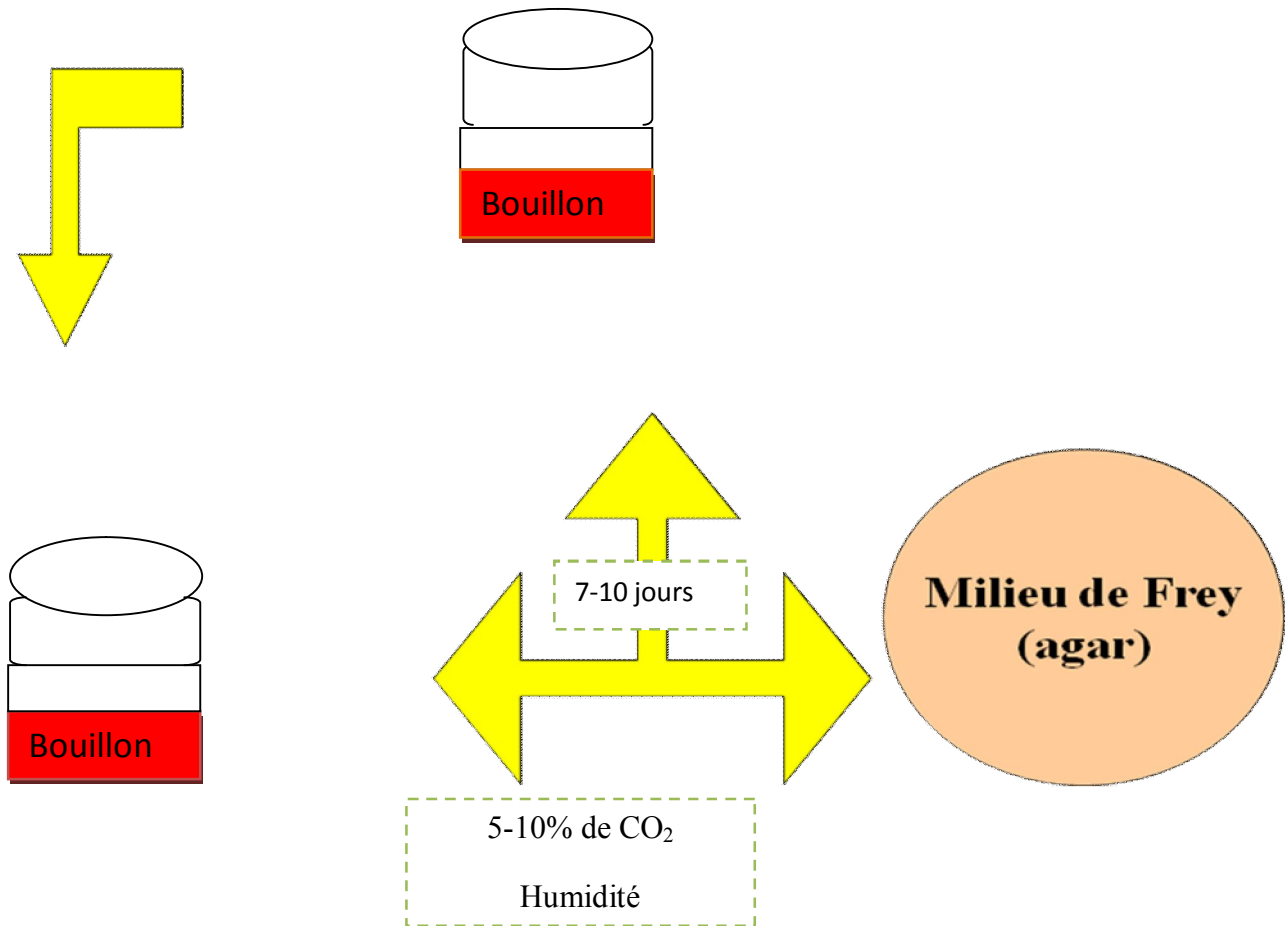 Bouillon
7-10 jours
Milieu de Frey
(agar)
Bouillon
5-10% de CO₂
Humidité